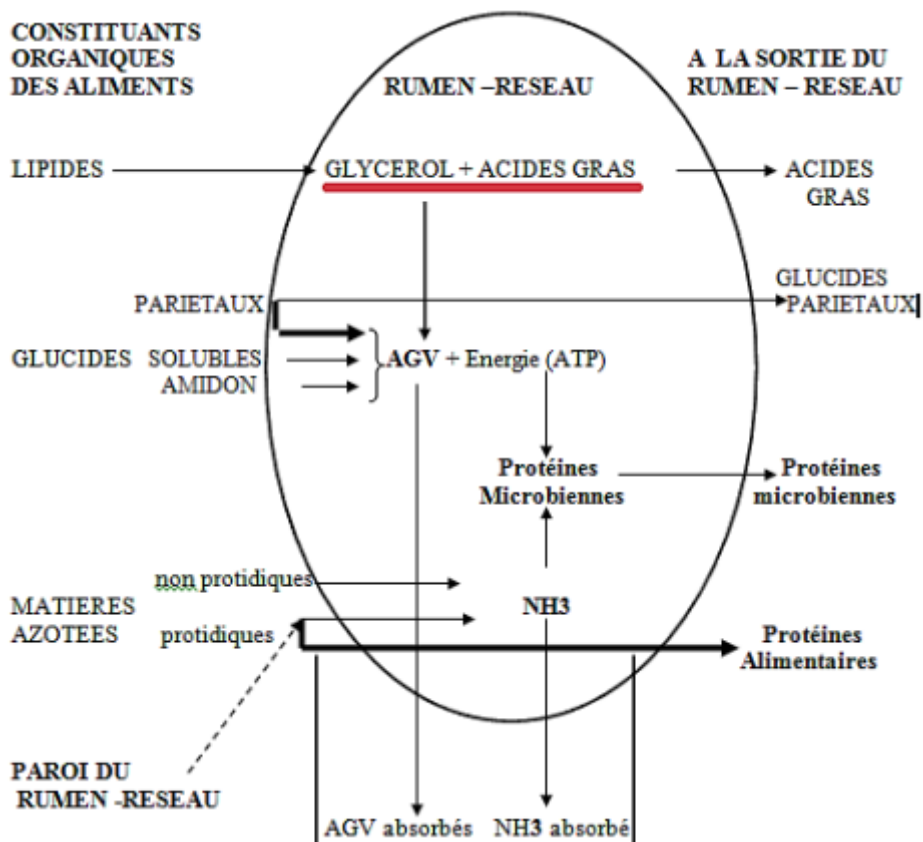 CONSTITUANTS
ORGANIQUES
DES ALIMENTS
RUMEN –RESEAU
A LA SORTIE DU
RUMEN – RESEAU
LIPIDES
GLYCEROL + ACIDES GRAS
ACIDES
GRAS
GLUCIDES
PARIETAUX
PARIETAUX
GLUCIDES SOLUBLES
AMIDON
AGV + Energie (ATP)
Protéines
Microbiennes
Protéines
microbiennes
non protidiques
MATIERES
AZOTEES
protidiques
NH3
Protéines
Alimentaires
PAROI DU
RUMEN -RESEAU
AGV absorbés
NH3 absorbé